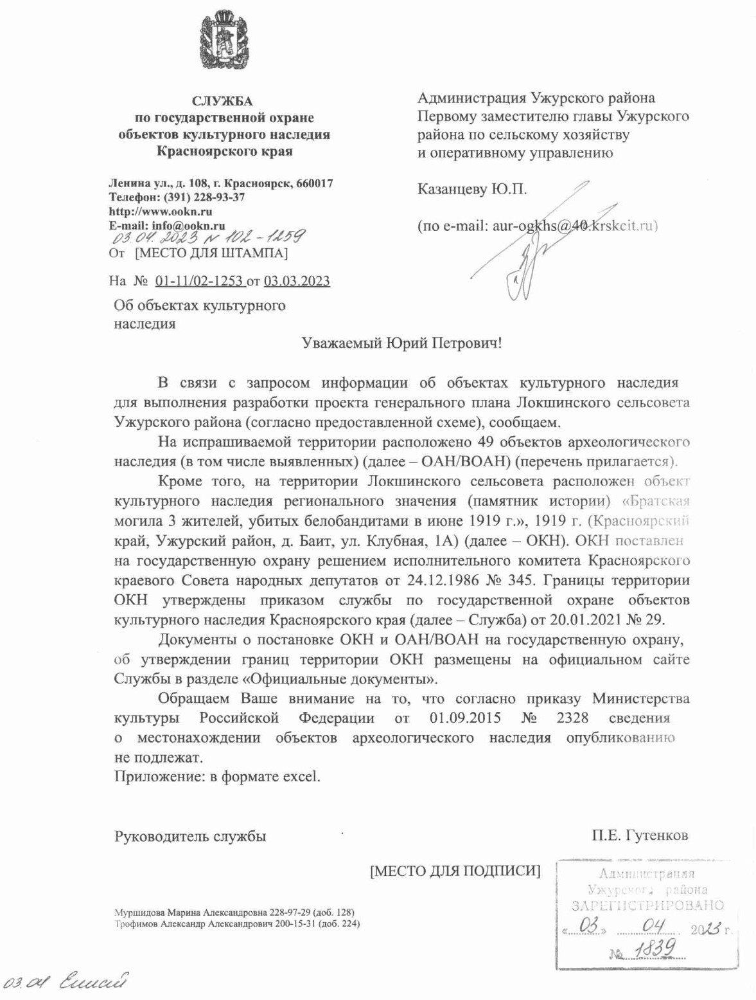 СЛУЖБА
по государственной охране
объектов культурного наследия
Красноярского края
Ленина ул., д. 108, г. Красноярск, 660017
Телефон: (391) 228-93-37
http://www.ookn.ru
E-mail: info@ookn.ru
03.04.2023 N 102-1259
От [МЕСТО ДЛЯ ШТАМПА]
На № 01-11/02-1253 от 03.03.2023
Об объектах культурного
наследия
Администрация Ужурского района
Первому заместителю главы Ужурского
района по сельскому хозяйству
и оперативному управлению
Казанцеву Ю.П.
(по e-mail: aur-ogkhs@40.krskcit.ru)
Уважаемый Юрий Петрович!
В связи с запросом информации об объектах культурного наследия
для выполнения разработки проекта генерального плана Локшинского сельсовета
Ужурского района (согласно предоставленной схеме), сообщаем.
На испрашиваемой территории расположено 49 объектов археологического
наследия (в том числе выявленных) (далее – ОАН/ВОАН) (перечень прилагается).
Кроме того, на территории Локшинского сельсовета расположен объект
культурного наследия регионального значения (памятник истории) «Братская
могила 3 жителей, убитых белобандитами в июне 1919 г.», 1919 г. (Красноярский
край, Ужурский район, д. Баит, ул. Клубная, 1А) (далее – ОКН). ОКН поставлен
на государственную охрану решением исполнительного комитета Красноярского
краевого Совета народных депутатов от 24.12.1986 № 345. Границы территории
ОКН утверждены приказом службы по государственной охране объектов
культурного наследия Красноярского края (далее – Служба) от 20.01.2021 № 29.
Документы о постановке ОКН и ОАН/ВОАН на государственную охрану,
об утверждении границ территории ОКН размещены на официальном сайте
Службы в разделе «Официальные документы».
Обращаем Ваше внимание на то, что согласно приказу Министерства
культуры Российской Федерации от 01.09.2015 № 2328 сведения
о местонахождении объектов археологического наследия опубликованию
не подлежат.
Приложение: в формате excel.
Руководитель службы
П.Е. Гутенков
[МЕСТО ДЛЯ ПОДПИСИ]
Администрация
Ужурского района
ЗАРЕГИСТРИРОВАНО
«03» 04 2023 г.
№ 1839
Муршидова Марина Александровна 228-97-29 (доб. 128)
Трофимов Александр Александрович 200-15-31 (доб. 224)
03.04